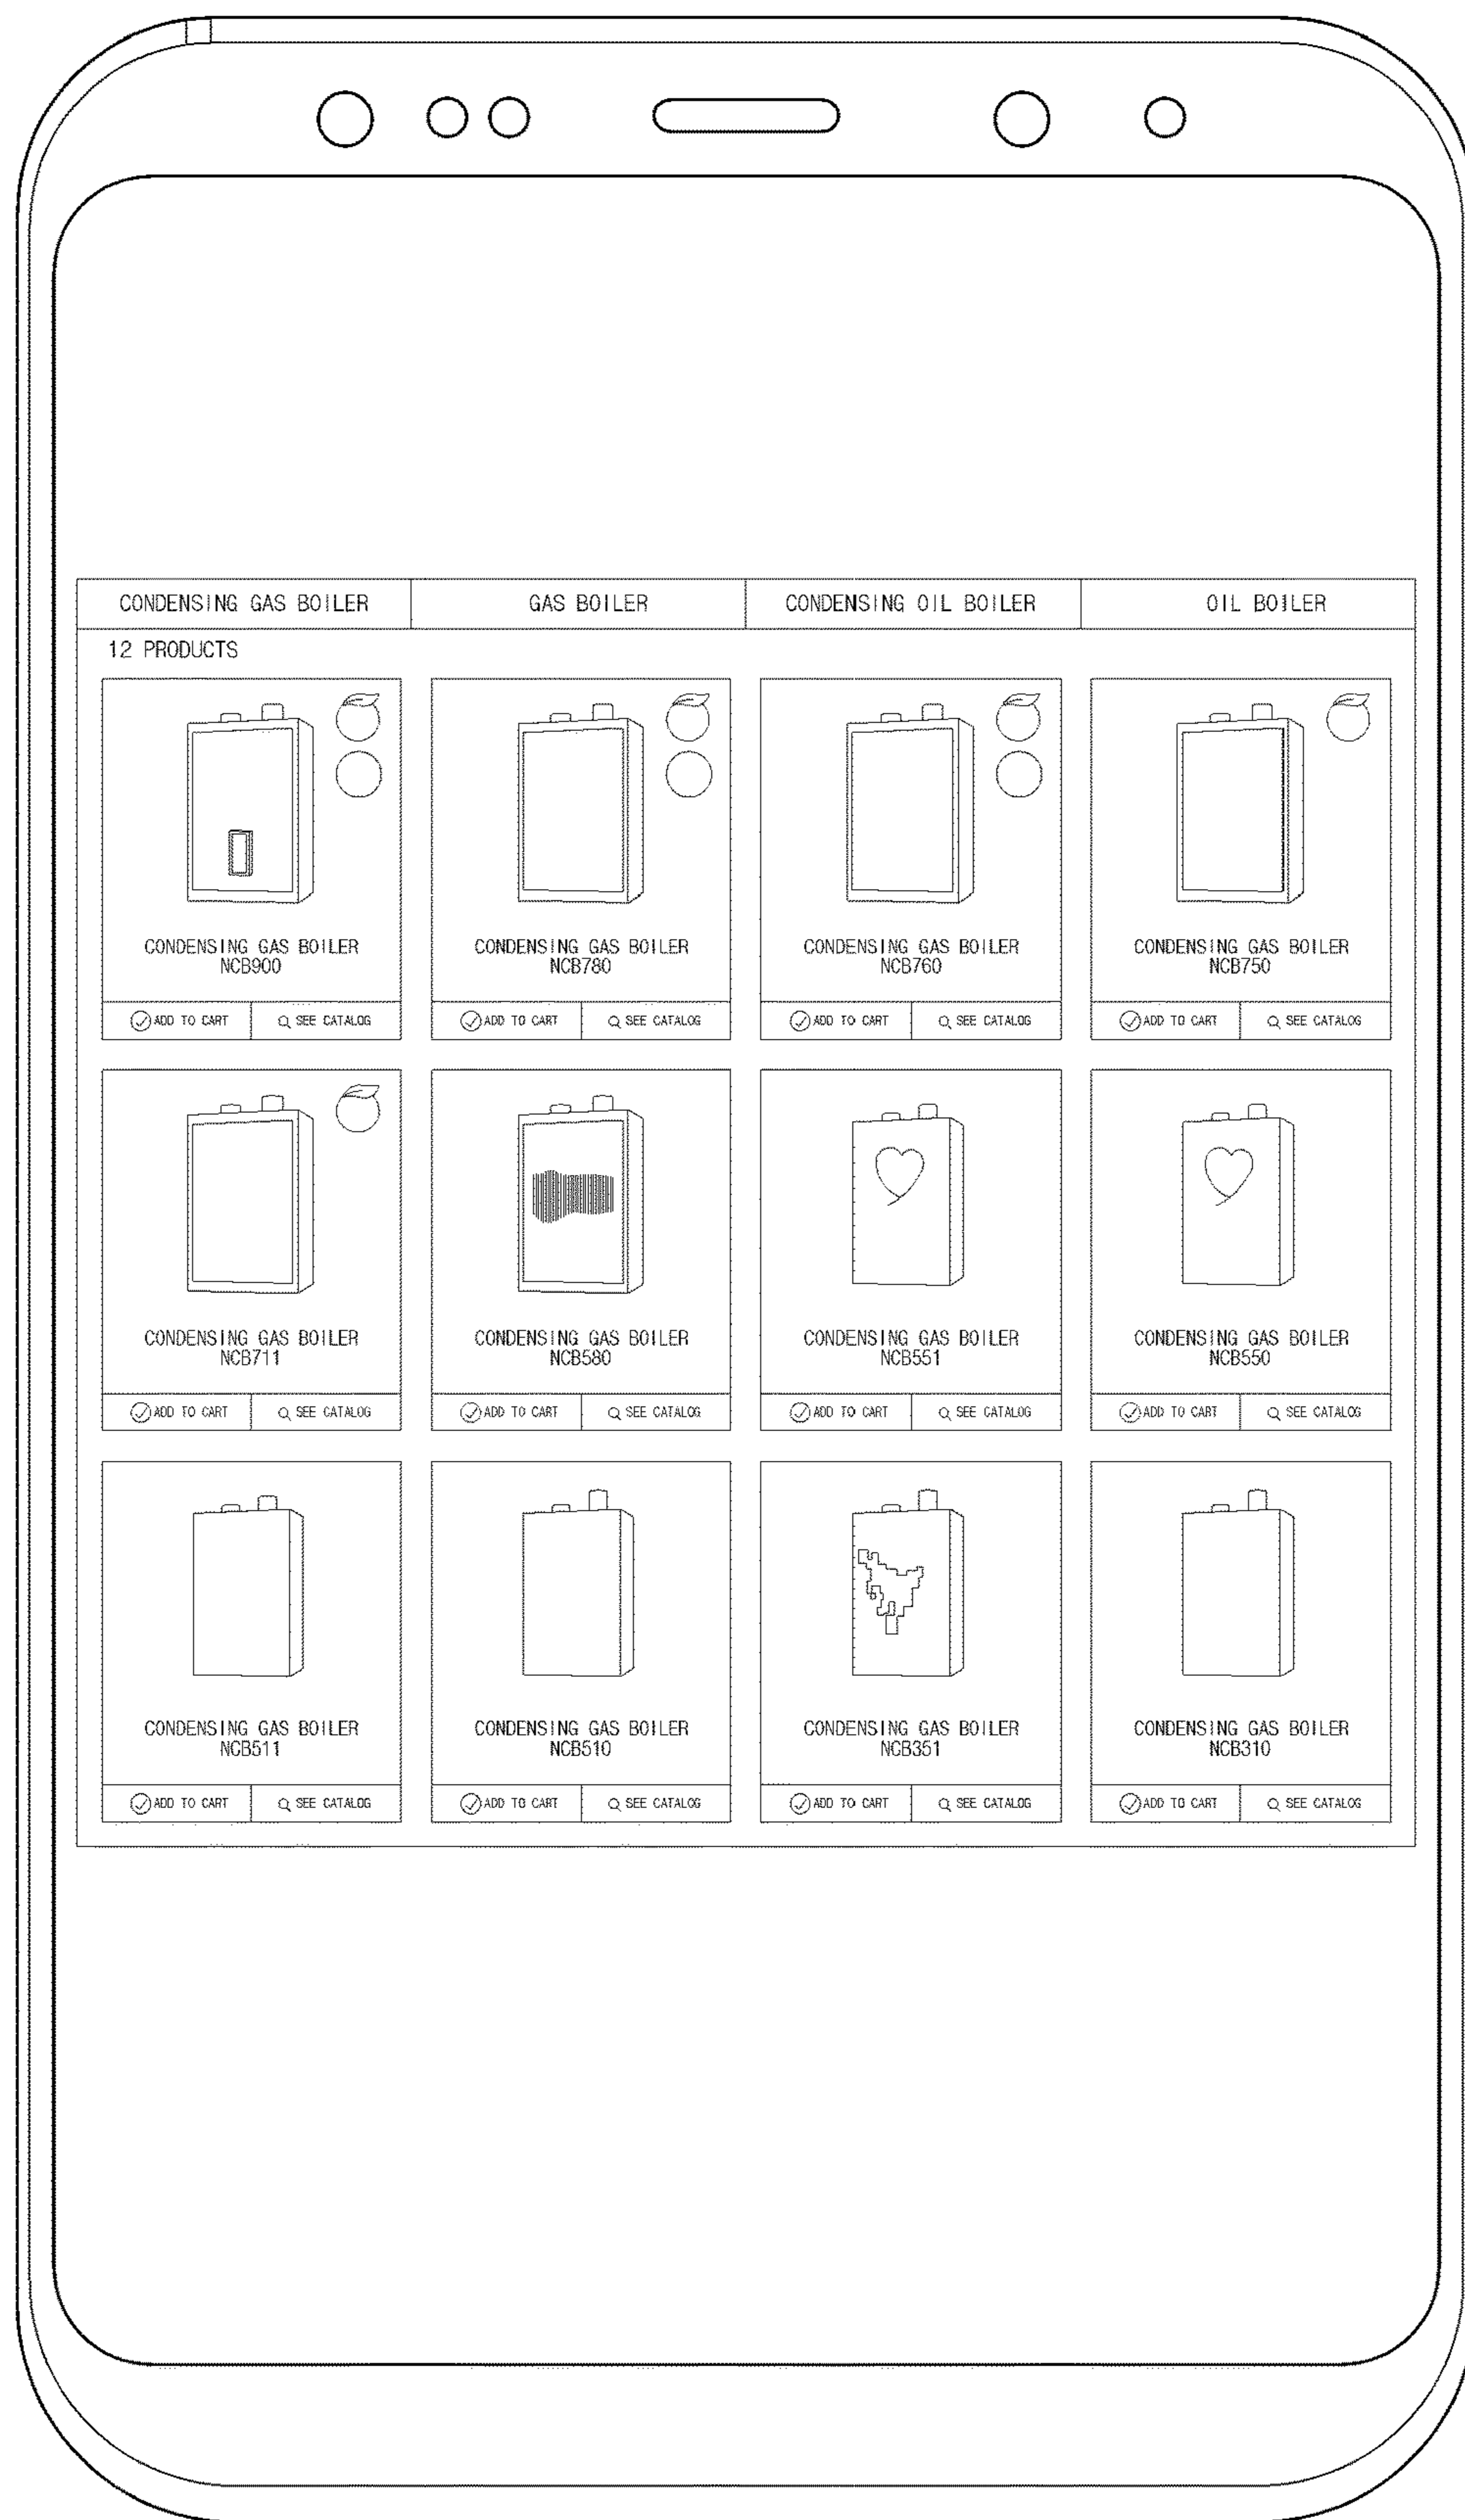 CONDENSING GAS BOILER
GAS BOILER
CONDENSING OIL BOILER
OIL BOILER
12 PRODUCTS
CONDENSING GAS BOILER
NCB900
ADD TO CART
SEE CATALOG
CONDENSING GAS BOILER
NCB780
ADD TO CART
SEE CATALOG
CONDENSING GAS BOILER
NCB760
ADD TO CART
SEE CATALOG
CONDENSING GAS BOILER
NCB750
ADD TO CART
SEE CATALOG
CONDENSING GAS BOILER
NCB711
ADD TO CART
SEE CATALOG
CONDENSING GAS BOILER
NCB580
ADD TO CART
SEE CATALOG
CONDENSING GAS BOILER
NCB551
ADD TO CART
SEE CATALOG
CONDENSING GAS BOILER
NCB550
ADD TO CART
SEE CATALOG
CONDENSING GAS BOILER
NCB511
ADD TO CART
SEE CATALOG
CONDENSING GAS BOILER
NCB510
ADD TO CART
SEE CATALOG
CONDENSING GAS BOILER
NCB351
ADD TO CART
SEE CATALOG
CONDENSING GAS BOILER
NCB310
ADD TO CART
SEE CATALOG